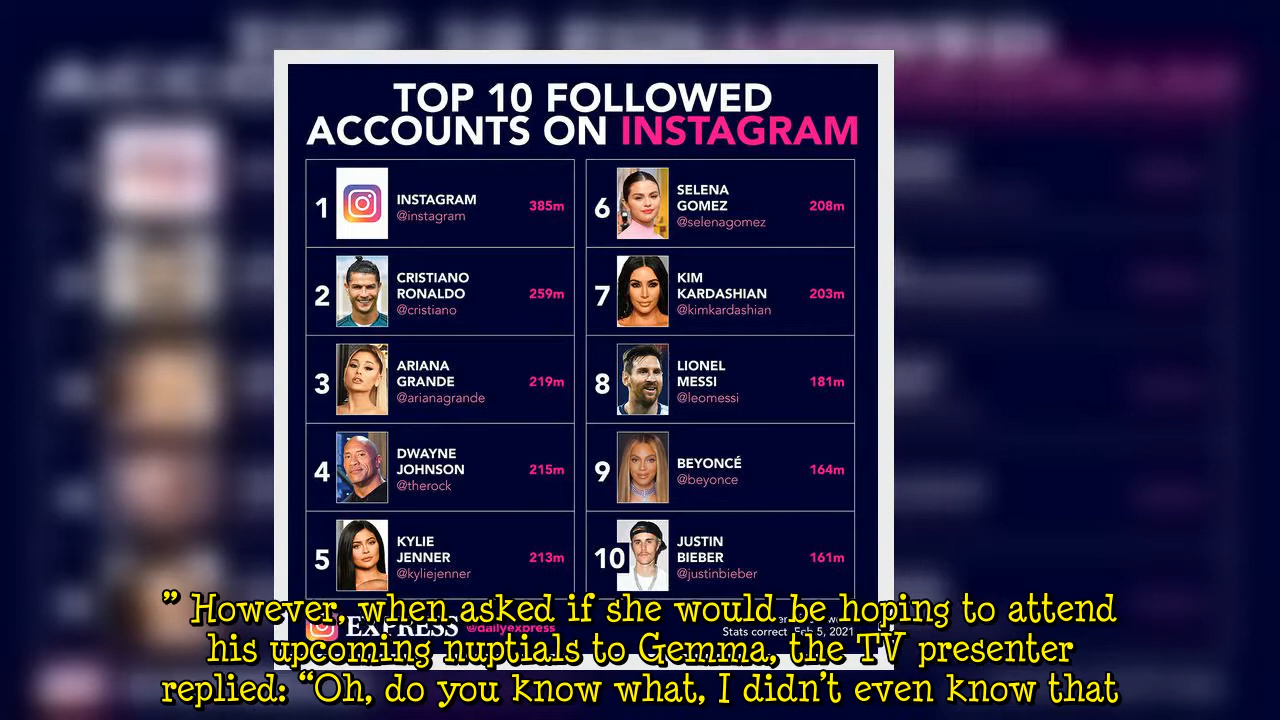 TOP 10 FOLLOWED
ACCOUNTS ON INSTAGRAM
1
INSTAGRAM
@instagram
385m
2
CRISTIANO
RONALDO
@cristiano
259m
3
ARIANA
GRANDE
@arianagrande
219m
4
DWAYNE
JOHNSON
@therock
215m
5
KYLIE
JENNER
@kyliejenner
213m
6
SELENA
GOMEZ
@selenagomez
208m
7
KIM
KARDASHIAN
@kimkardashian
203m
8
LIONEL
MESSI
@leomessi
181m
9
BEYONCÉ
@beyonce
164m
10
JUSTIN
BIEBER
@justinbieber
161m
EXPRESS @dailyexpress
Stats correct Feb 5, 2021
” However, when asked if she would be hoping to attend
his upcoming nuptials to Gemma, the TV presenter
replied: “Oh, do you know what, I didn’t even know that